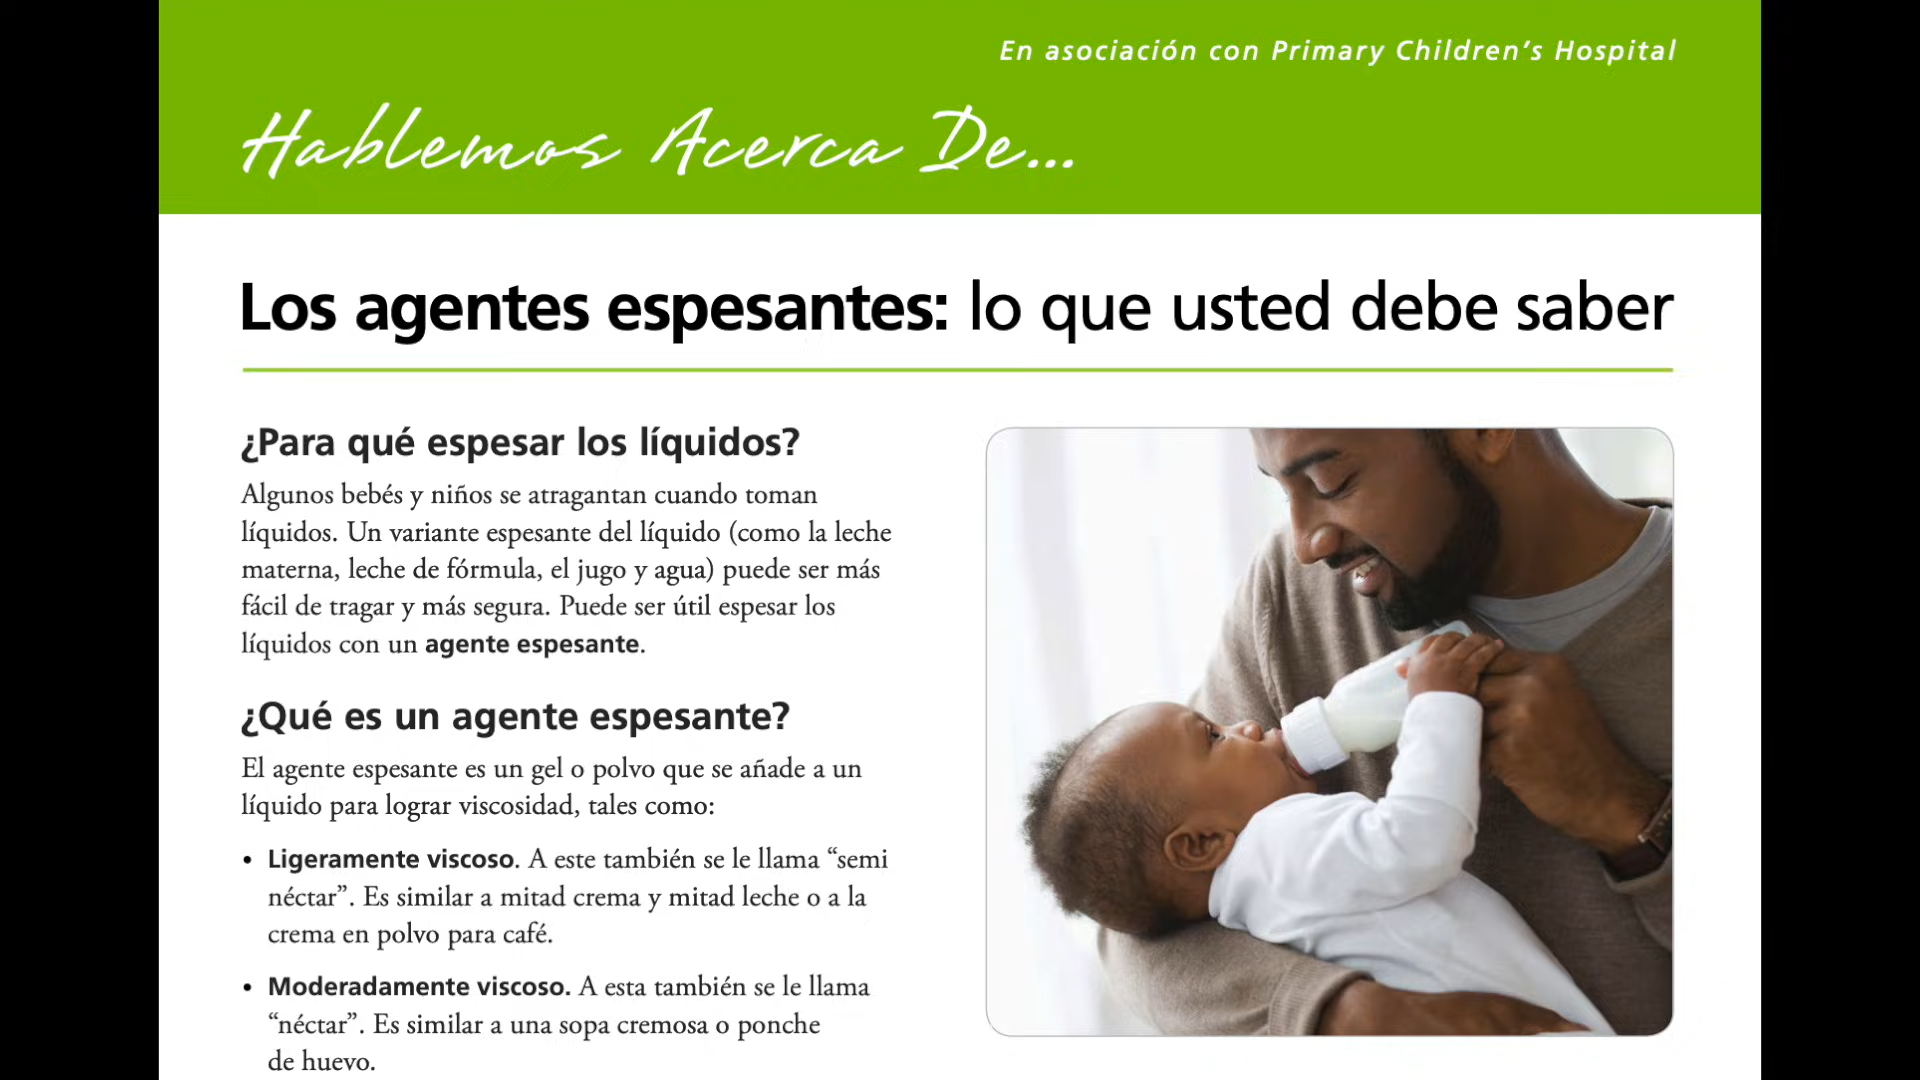 En asociación con Primary Children’s Hospital
Hablemos Acerca De...
Los agentes espesantes: lo que usted debe saber
¿Para qué espesar los líquidos?
Algunos bebés y niños se atragantan cuando toman
líquidos. Un variante espesante del líquido (como la leche
materna, leche de fórmula, el jugo y agua) puede ser más
fácil de tragar y más segura. Puede ser útil espesar los
líquidos con un agente espesante.
¿Qué es un agente espesante?
El agente espesante es un gel o polvo que se añade a un
líquido para lograr viscosidad, tales como:
• Ligeramente viscoso. A este también se le llama “semi
néctar”. Es similar a mitad crema y mitad leche o a la
crema en polvo para café.
• Moderadamente viscoso. A esta también se le llama
“néctar”. Es similar a una sopa cremosa o ponche
de huevo.